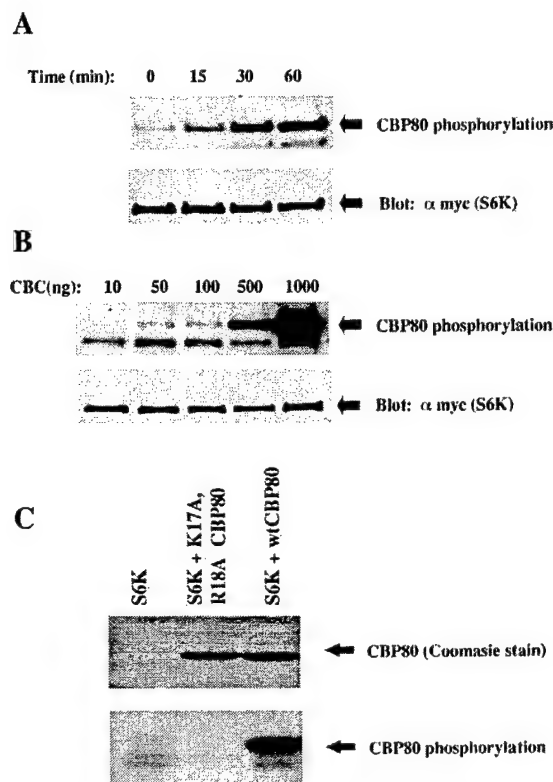 A
Time (min): 0 15 30 60
CBP80 phosphorylation
Blot: α myc (S6K)
B
CBC(ng): 10 50 100 500 1000
CBP80 phosphorylation
Blot: α myc (S6K)
C
S6K
S6K + K17A,
R18A CBP80
S6K + wtCBP80
CBP80 (Coomasie stain)
CBP80 phosphorylation